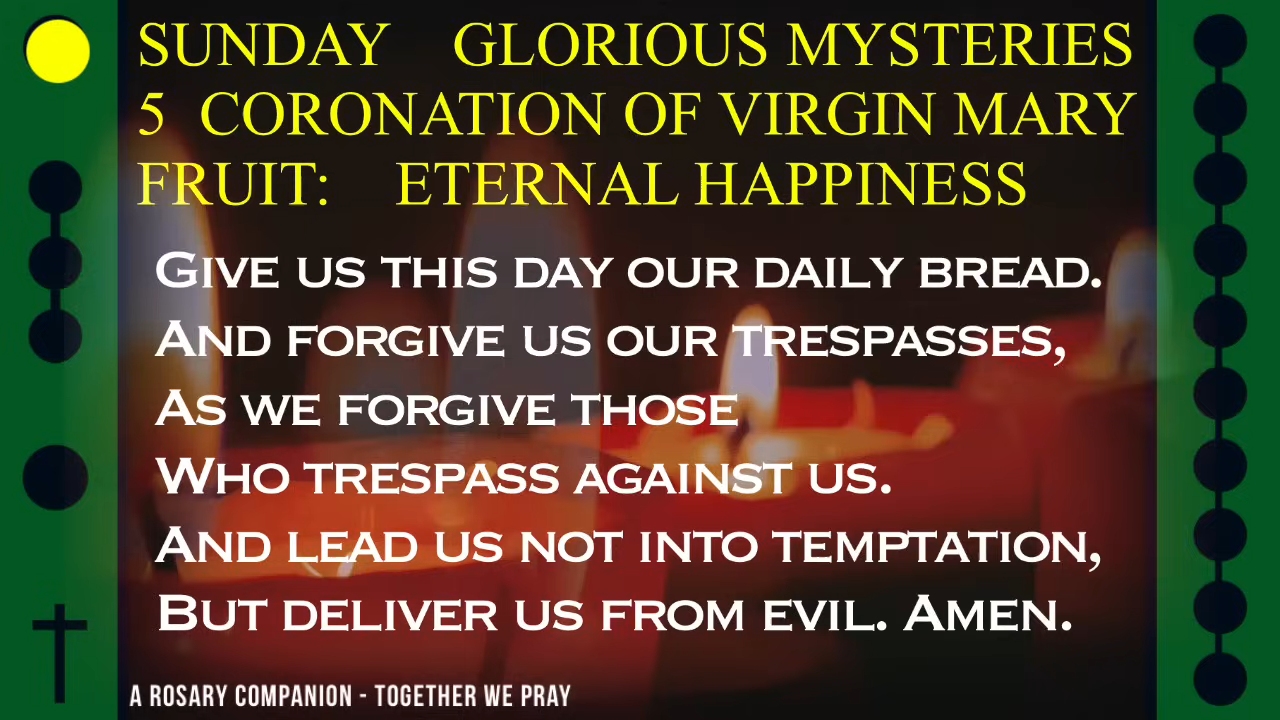 SUNDAY GLORIOUS MYSTERIES
5 CORONATION OF VIRGIN MARY
FRUIT: ETERNAL HAPPINESS
GIVE US THIS DAY OUR DAILY BREAD.
AND FORGIVE US OUR TRESPASSES,
AS WE FORGIVE THOSE
WHO TRESPASS AGAINST US.
AND LEAD US NOT INTO TEMPTATION,
BUT DELIVER US FROM EVIL. AMEN.
A ROSARY COMPANION - TOGETHER WE PRAY